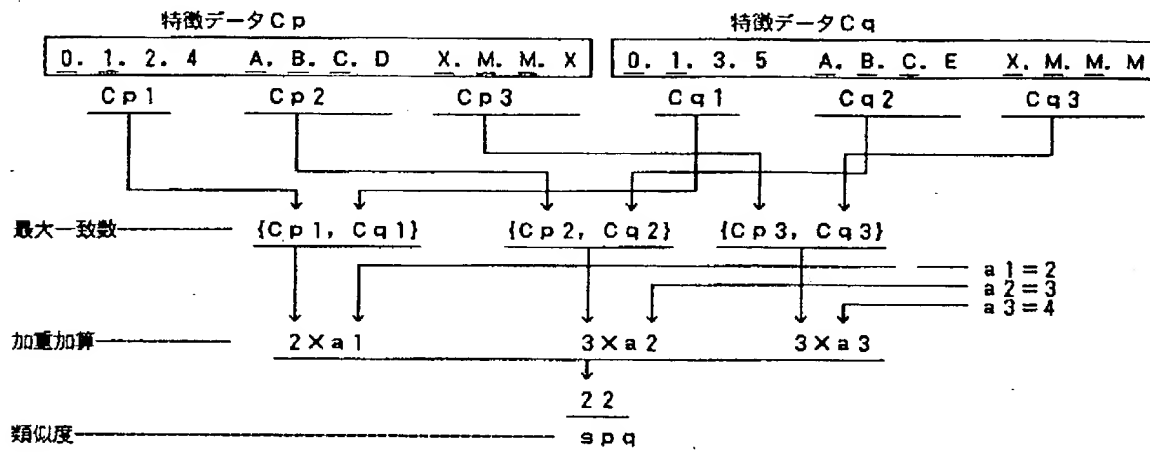 特徴データCp 特徴データCq
0. 1. 2. 4 A. B. C. D X. M. M. X 0. 1. 3. 5 A. B. C. E X. M. M. M
Cp1 Cp2 Cp3 Cq1 Cq2 Cq3
最大一致数 {Cp1, Cq1} {Cp2, Cq2} {Cp3, Cq3}
a1=2
a2=3
a3=4
加重加算 2×a1 3×a2 3×a3
22
類似度 spq